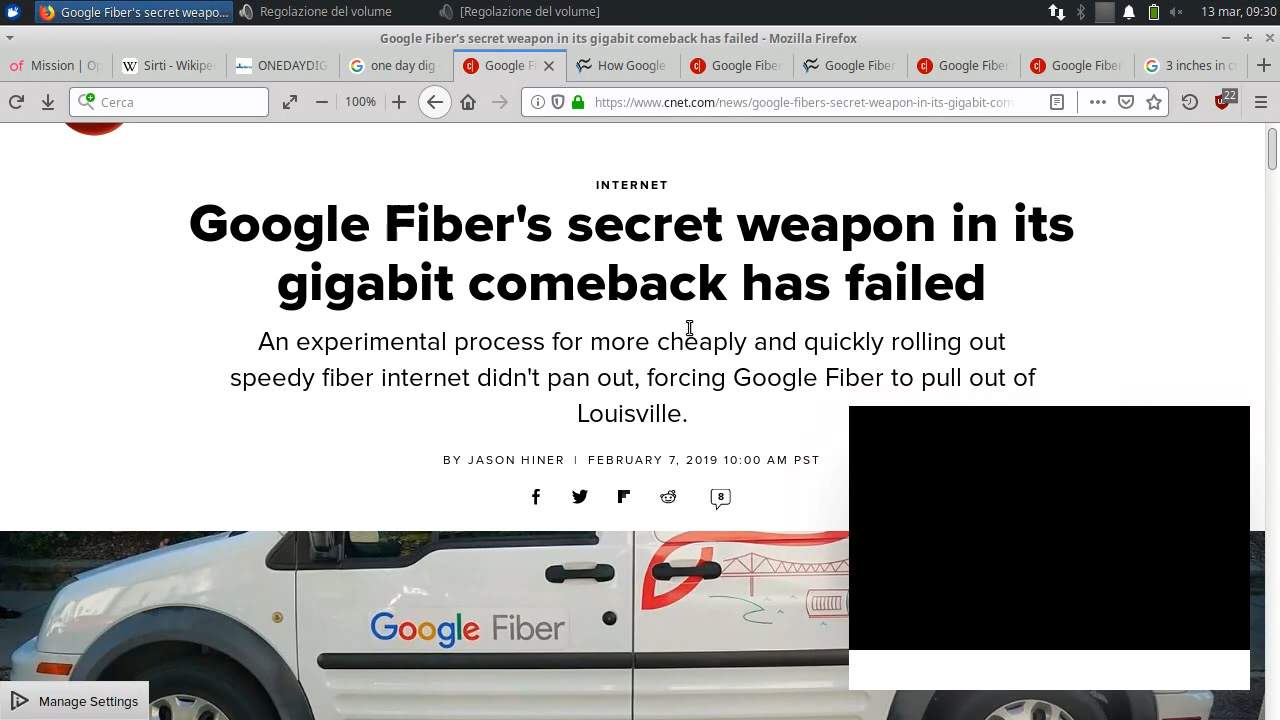 Google Fiber's secret weapo...
Regolazione del volume
[Regolazione del volume]
13 mar, 09:30
Google Fiber's secret weapon in its gigabit comeback has failed - Mozilla Firefox
of Mission | Op
W Sirti - Wikipe
ONEDAYDIG
G one day dig
Google Fi
How Google
Google Fiber
Google Fiber
Google Fiber
Google Fiber
G 3 inches in c
Cerca
100%
https://www.cnet.com/news/google-fibers-secret-weapon-in-its-gigabit-com
22
INTERNET
Google Fiber's secret weapon in its
gigabit comeback has failed
An experimental process for more cheaply and quickly rolling out
speedy fiber internet didn't pan out, forcing Google Fiber to pull out of
Louisville.
BY JASON HINER | FEBRUARY 7, 2019 10:00 AM PST
8
Google Fiber
Manage Settings